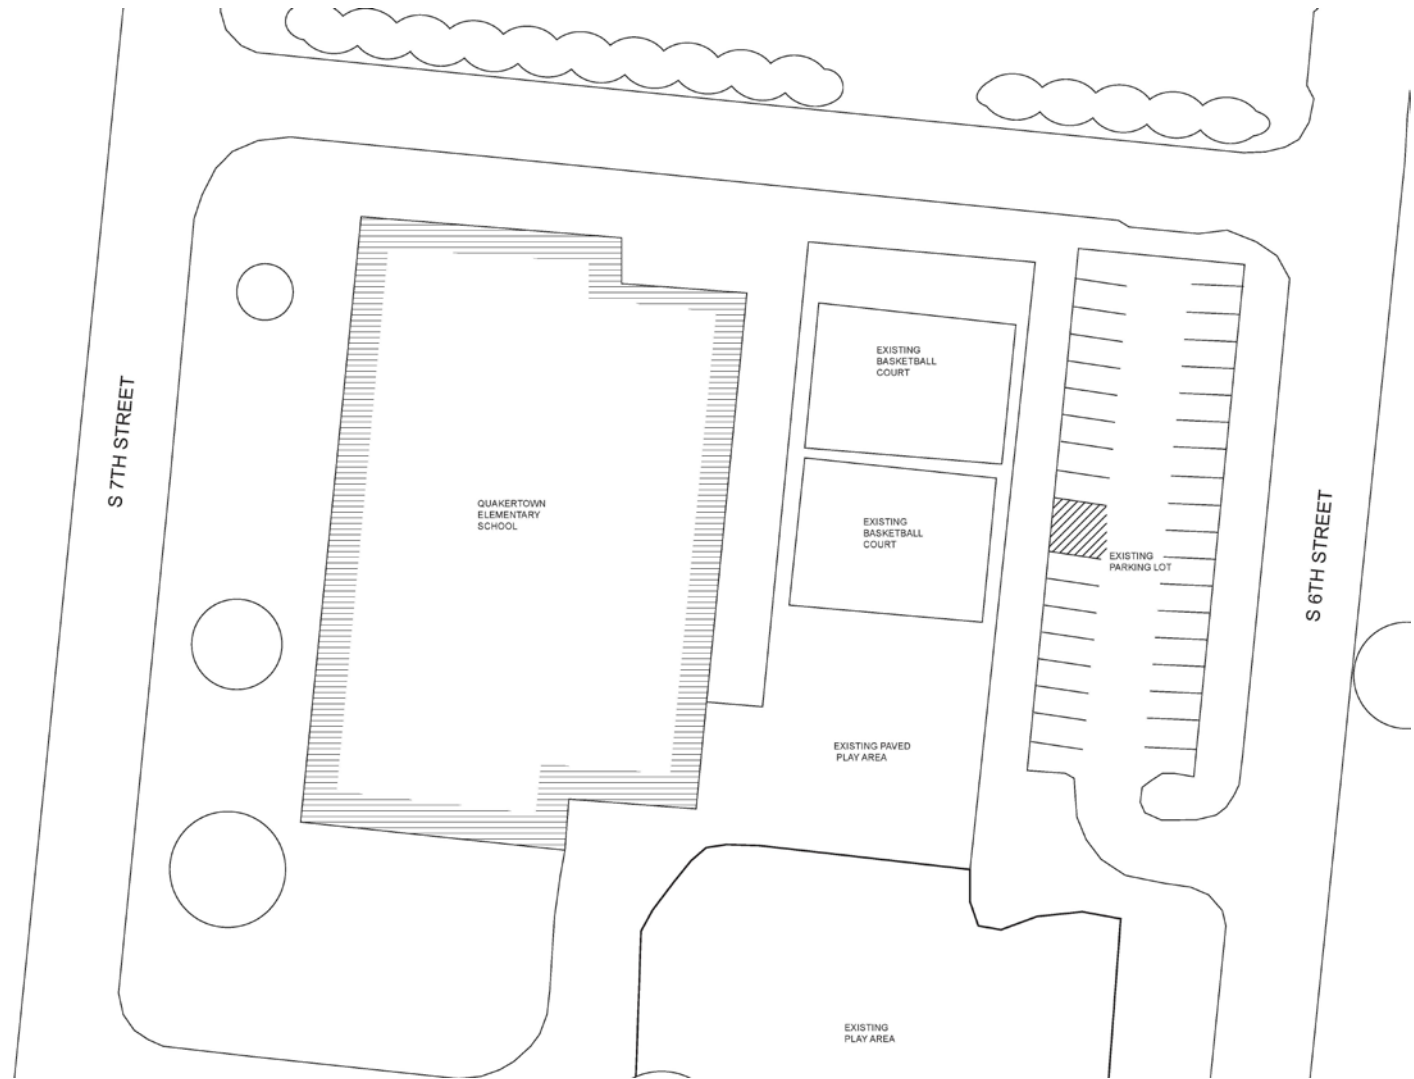 S 7TH STREET
QUAKERTOWN
ELEMENTARY
SCHOOL
EXISTING
BASKETBALL
COURT
EXISTING
BASKETBALL
COURT
EXISTING
PARKING LOT
S 6TH STREET
EXISTING PAVED
PLAY AREA
EXISTING
PLAY AREA